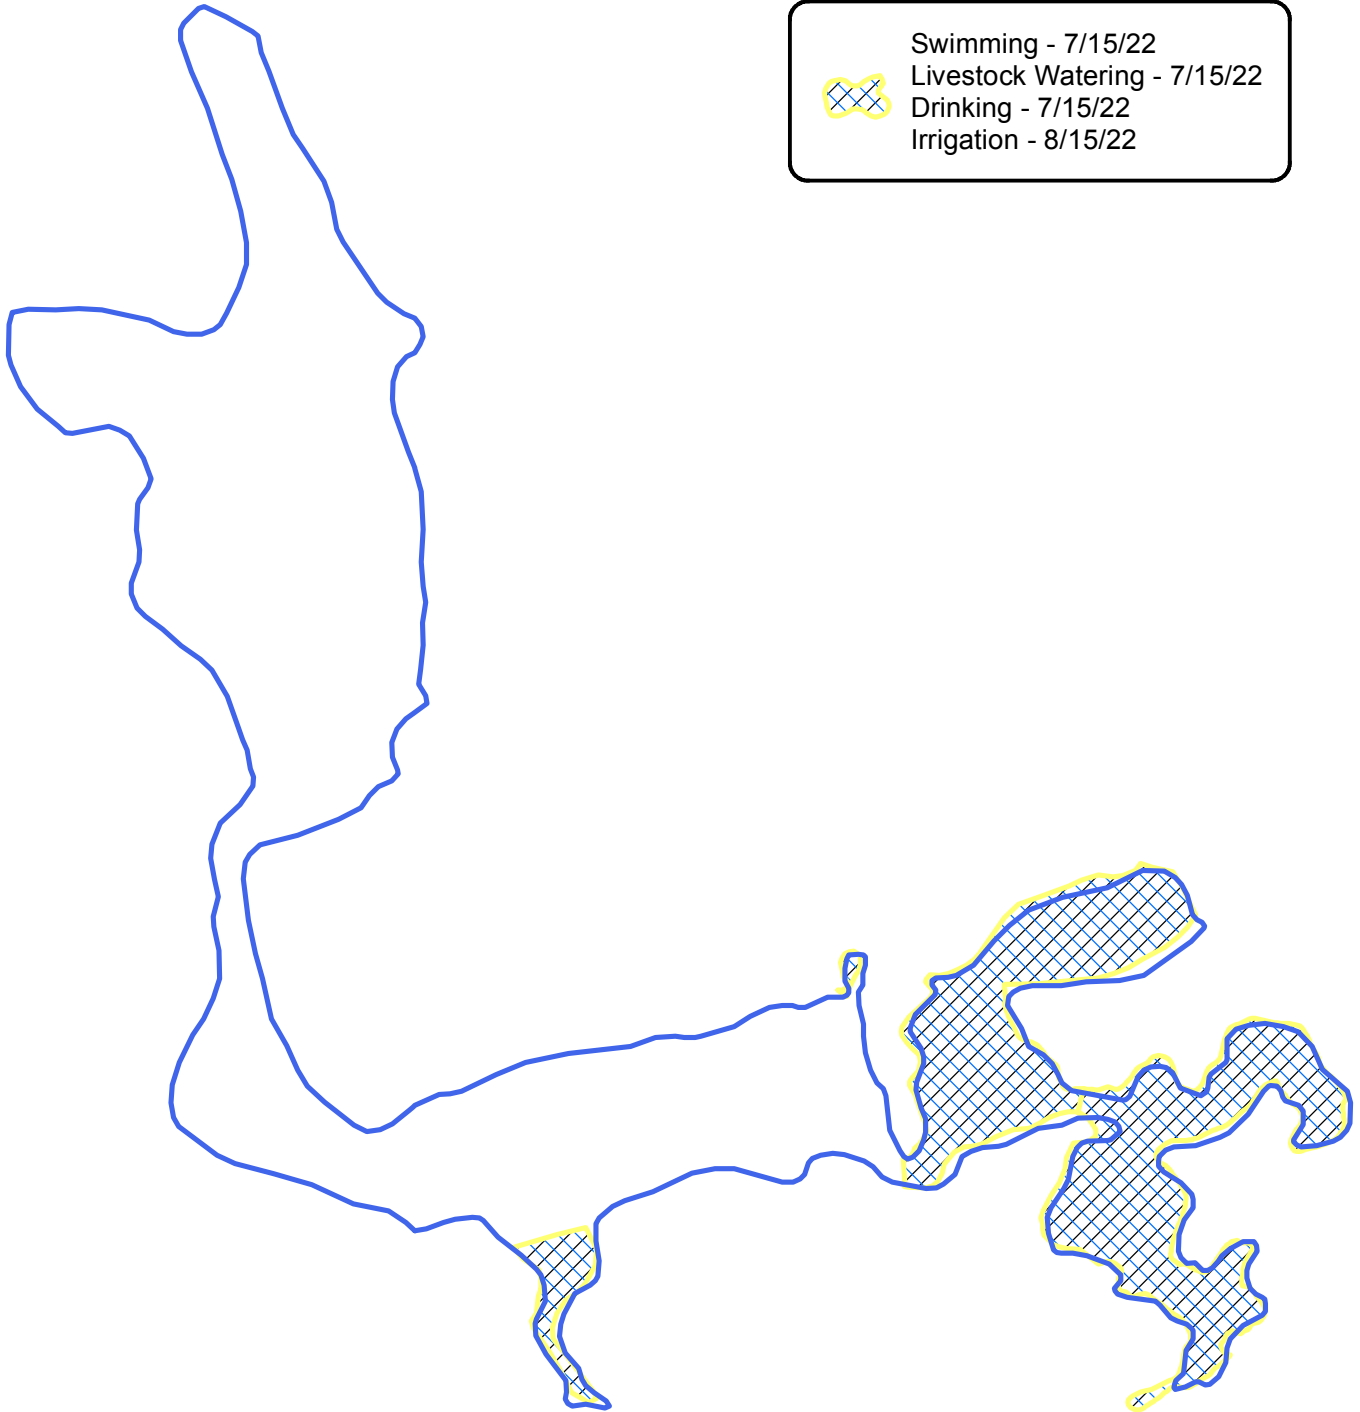 Swimming - 7/15/22
Livestock Watering - 7/15/22
Drinking - 7/15/22
Irrigation - 8/15/22